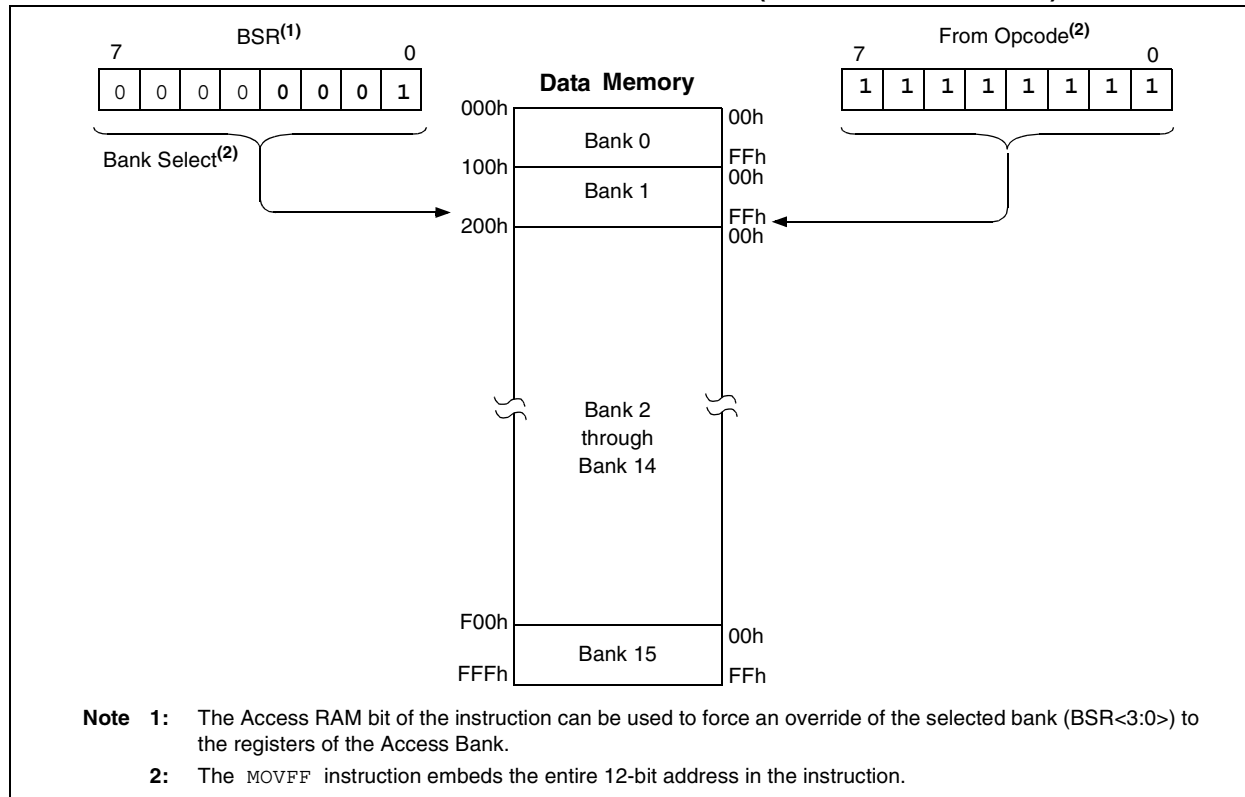 BSR(1)
7 0
0 0 0 0 0 0 0 1
Bank Select(2)
From Opcode(2)
7 0
1 1 1 1 1 1 1 1
Data Memory
000h
00h
Bank 0
FFh
100h
00h
Bank 1
FFh
200h
00h
Bank 2
through
Bank 14
F00h
00h
Bank 15
FFFh
FFh
Note 1: The Access RAM bit of the instruction can be used to force an override of the selected bank (BSR<3:0>) to
the registers of the Access Bank.
2: The MOVFF instruction embeds the entire 12-bit address in the instruction.